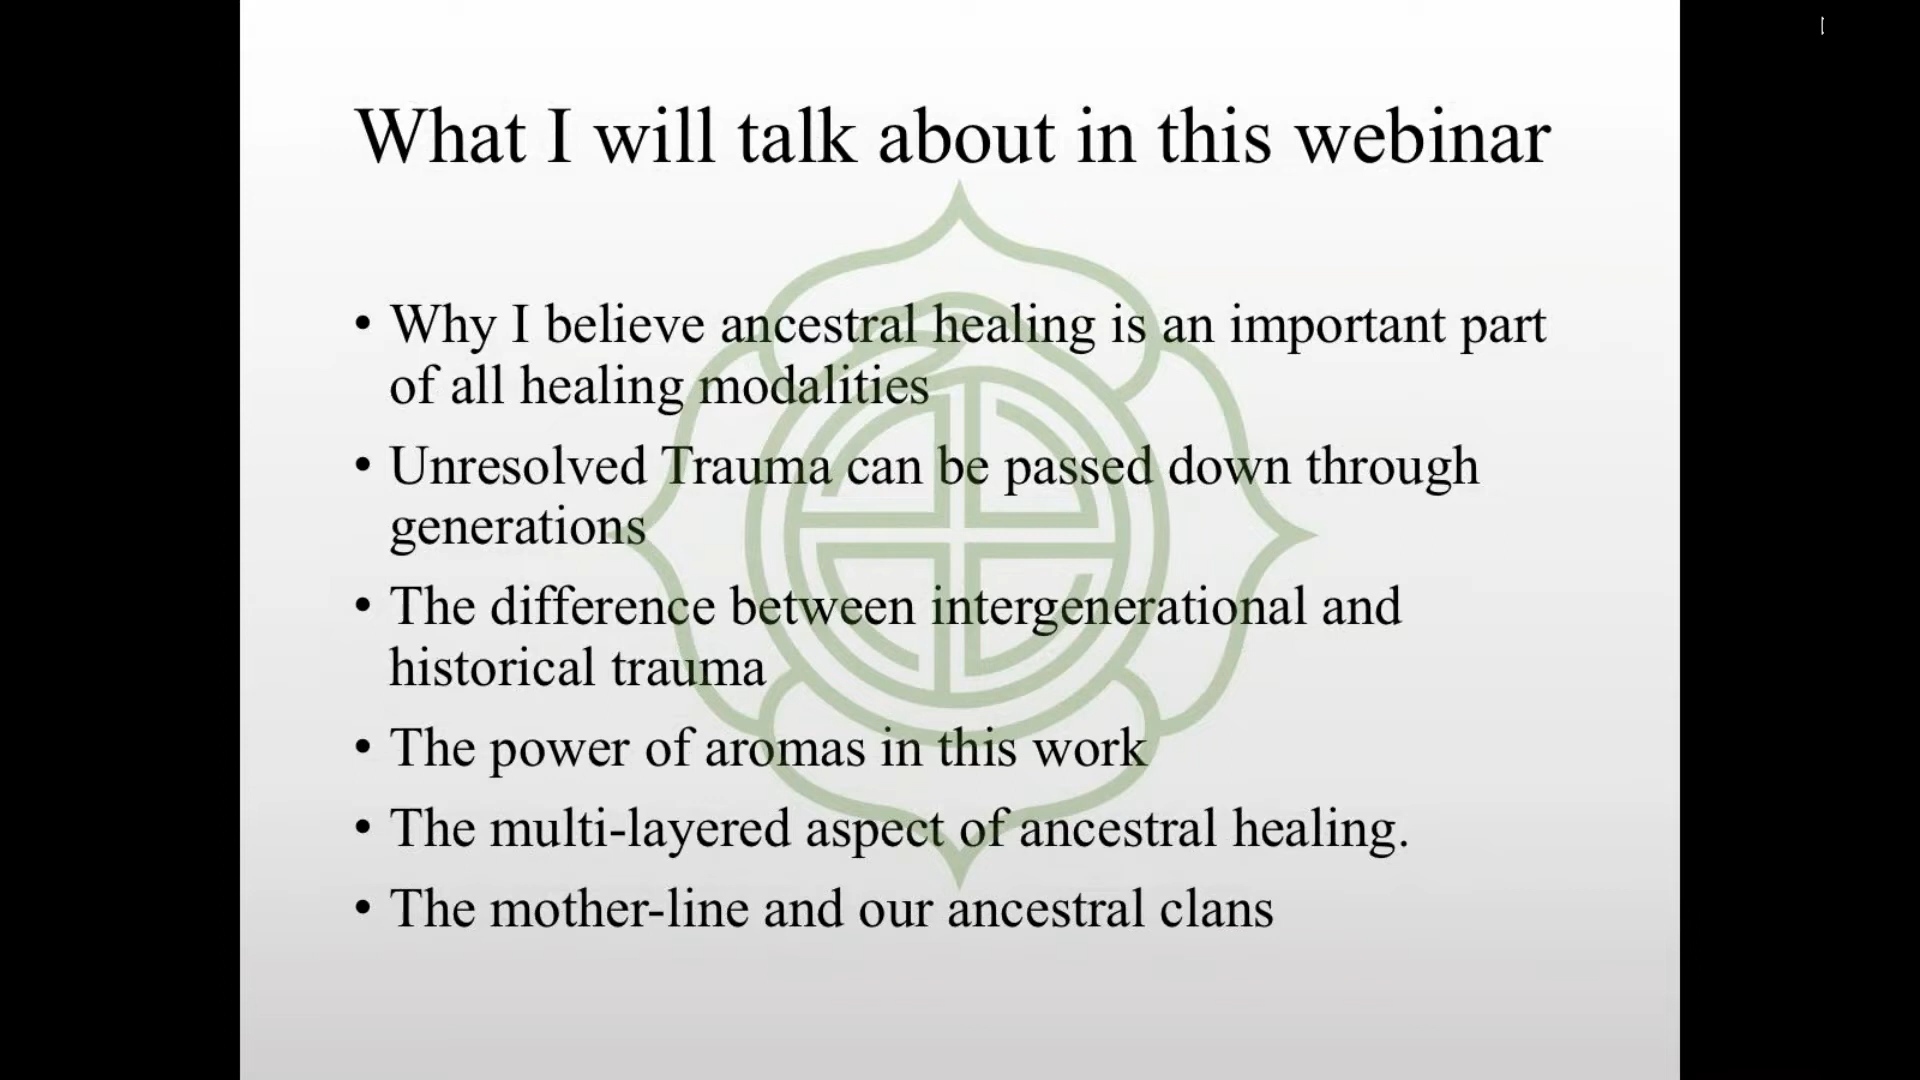 What I will talk about in this webinar
• Why I believe ancestral healing is an important part
of all healing modalities
• Unresolved Trauma can be passed down through
generations
• The difference between intergenerational and
historical trauma
• The power of aromas in this work
• The multi-layered aspect of ancestral healing.
• The mother-line and our ancestral clans